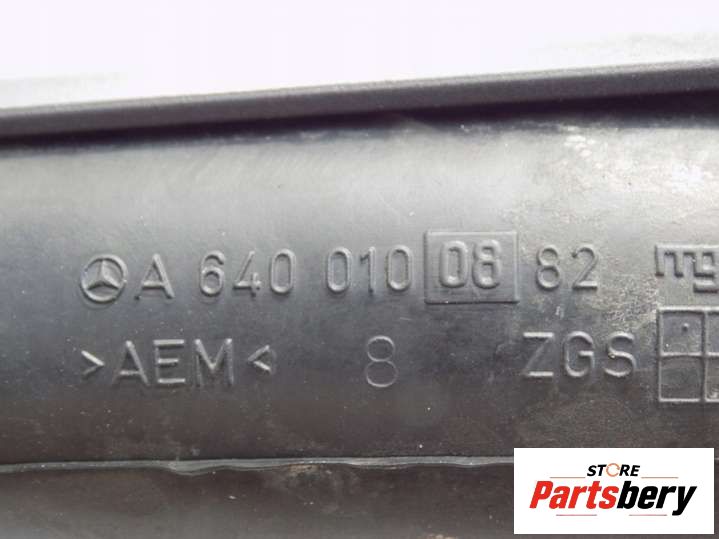 A 640 010 08 82
>AEM< 8 ZGS
STORE
Partsbery